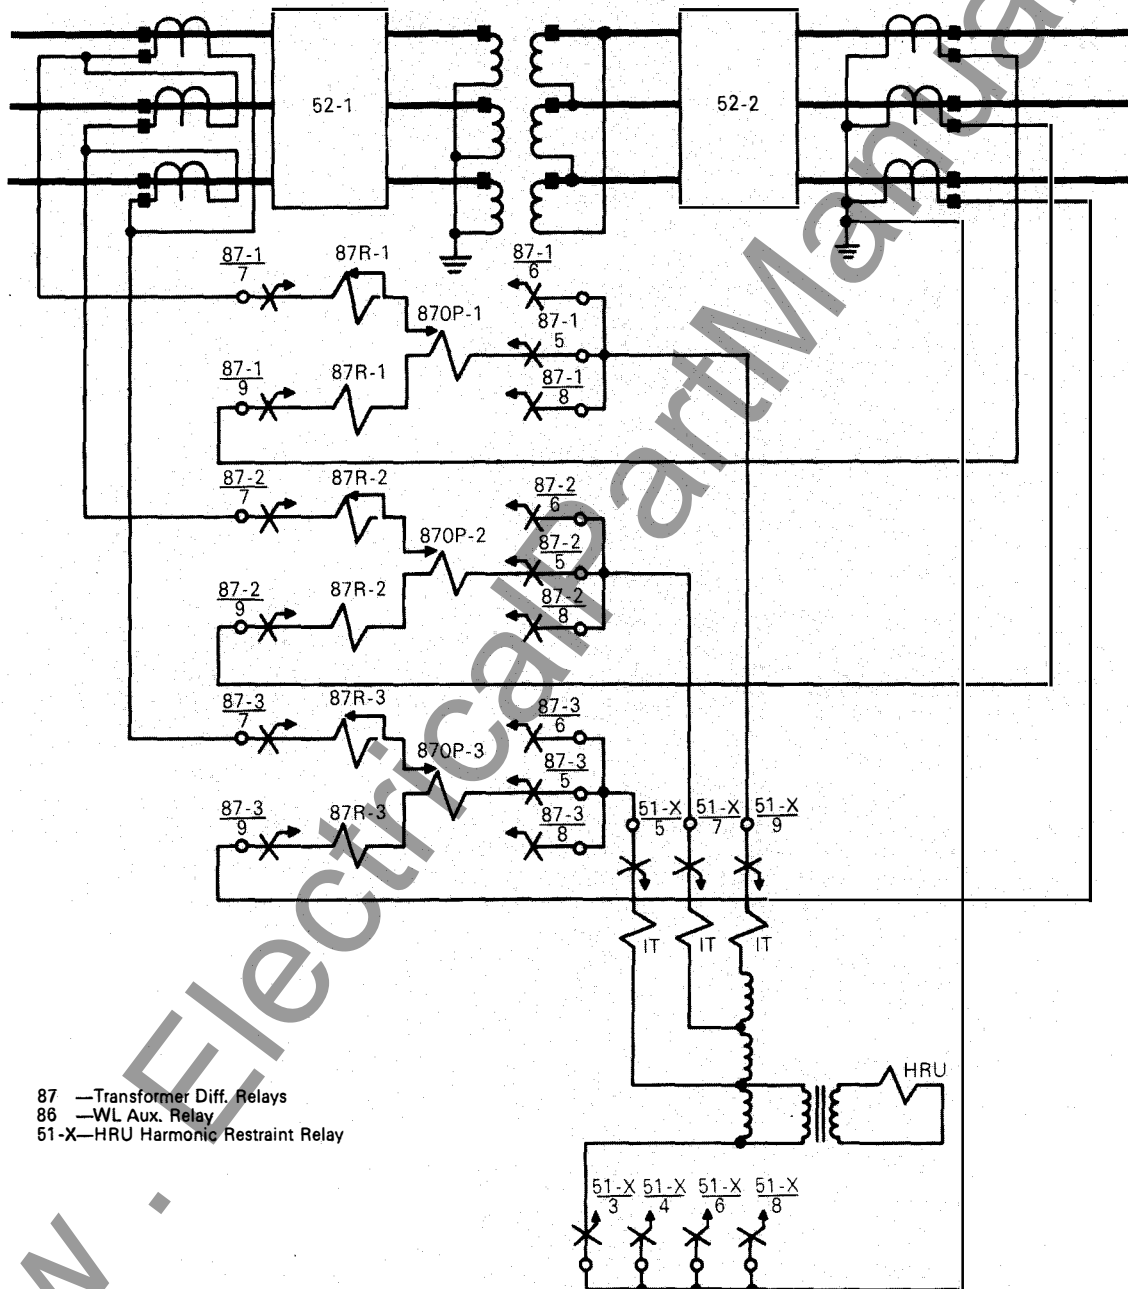 52-1
52-2
87-1
7
87R-1
87-1
6
87OP-1
87-1
5
87-1
9
87R-1
87-1
8
87-2
7
87R-2
87-2
6
87OP-2
87-2
5
87-2
9
87R-2
87-2
8
87-3
7
87R-3
87-3
6
87OP-3
87-3
5
87-3
9
87R-3
87-3
8
51-X
5
51-X
7
51-X
9
IT
IT
IT
HRU
87 —Transformer Diff. Relays
86 —WL Aux. Relay
51-X—HRU Harmonic Restraint Relay
51-X
3
51-X
4
51-X
6
51-X
8
w . ElectricalPartManua